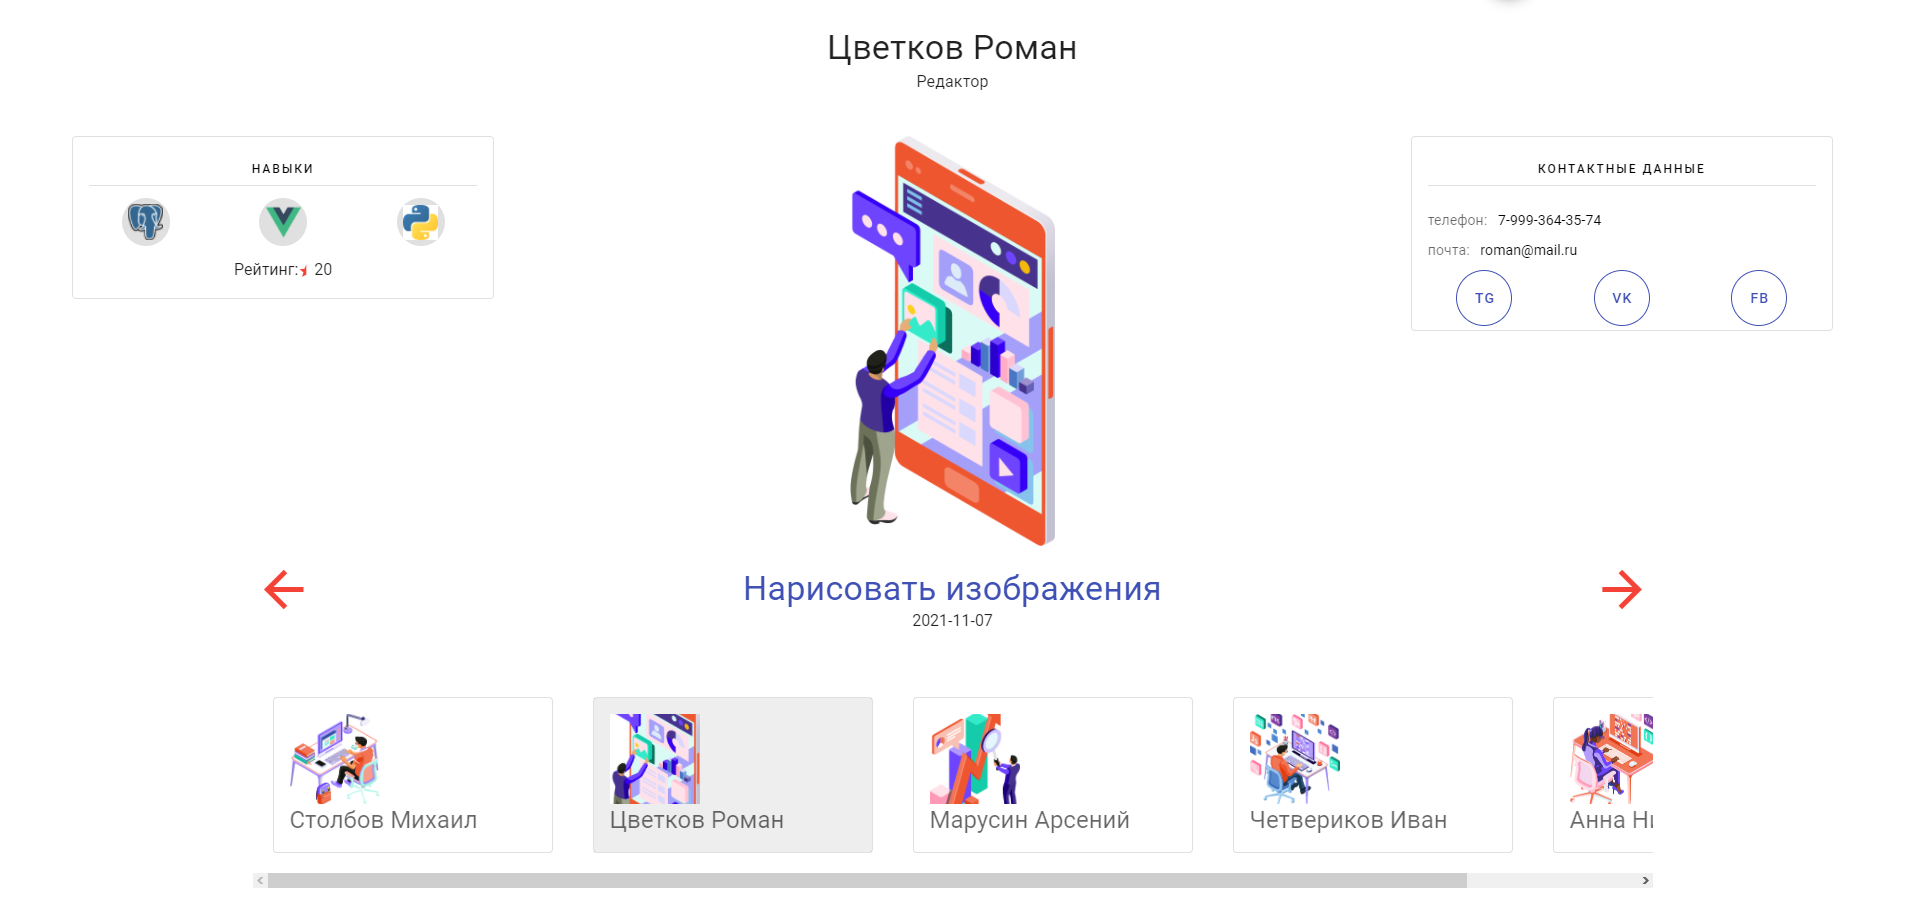 Цветков Роман
Редактор
НАВЫКИ
Рейтинг: 20
КОНТАКТНЫЕ ДАННЫЕ
телефон: 7-999-364-35-74
почта: roman@mail.ru
TG VK FB
Нарисовать изображения
2021-11-07
Столбов Михаил
Цветков Роман
Марусин Арсений
Четвериков Иван
Анна